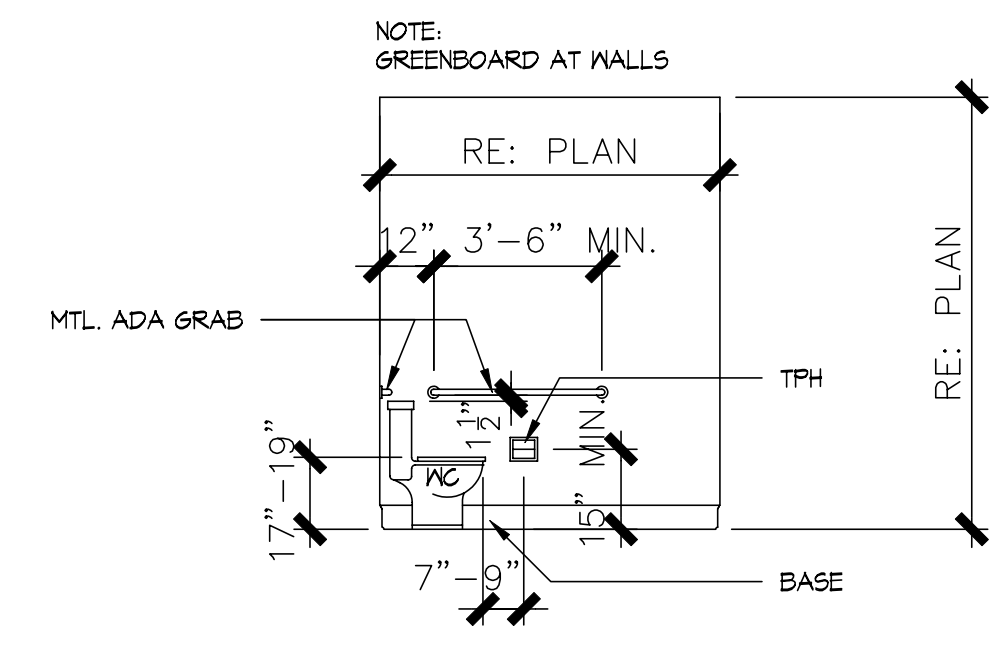 NOTE:
GREENBOARD AT WALLS
RE: PLAN
12" 3'-6" MIN.
RE: PLAN
MTL. ADA GRAB
TPH
1 1/2"
MIN.
17"-19"
WC
15"
7"-9"
BASE